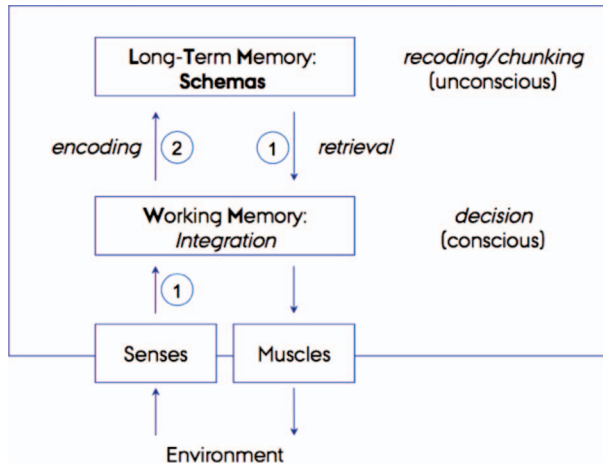 Long-Term Memory:
Schemas
recoding/chunking
(unconscious)
encoding
2
1
retrieval
Working Memory:
Integration
decision
(conscious)
1
Senses
Muscles
Environment